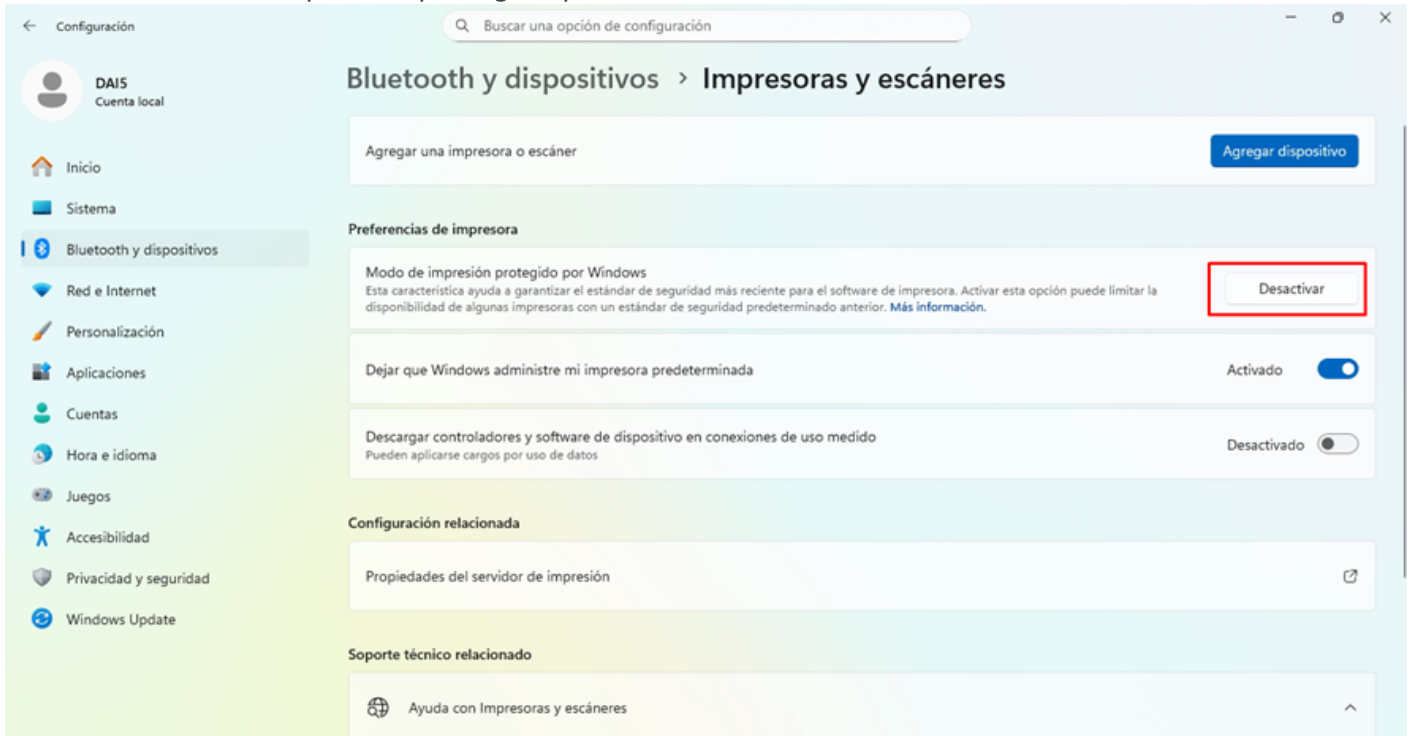 Configuración
Buscar una opción de configuración
DAI5
Cuenta local
Bluetooth y dispositivos > Impresoras y escáneres
Agregar una impresora o escáner
Agregar dispositivo
Inicio
Sistema
Bluetooth y dispositivos
Red e Internet
Personalización
Aplicaciones
Cuentas
Hora e idioma
Juegos
Accesibilidad
Privacidad y seguridad
Windows Update
Preferencias de impresora
Modo de impresión protegido por Windows
Esta característica ayuda a garantizar el estándar de seguridad más reciente para el software de impresora. Activar esta opción puede limitar la
disponibilidad de algunas impresoras con un estándar de seguridad predeterminado anterior. Más información.
Desactivar
Dejar que Windows administre mi impresora predeterminada
Activado
Descargar controladores y software de dispositivo en conexiones de uso medido
Pueden aplicarse cargos por uso de datos
Desactivado
Configuración relacionada
Propiedades del servidor de impresión
Soporte técnico relacionado
Ayuda con Impresoras y escáneres